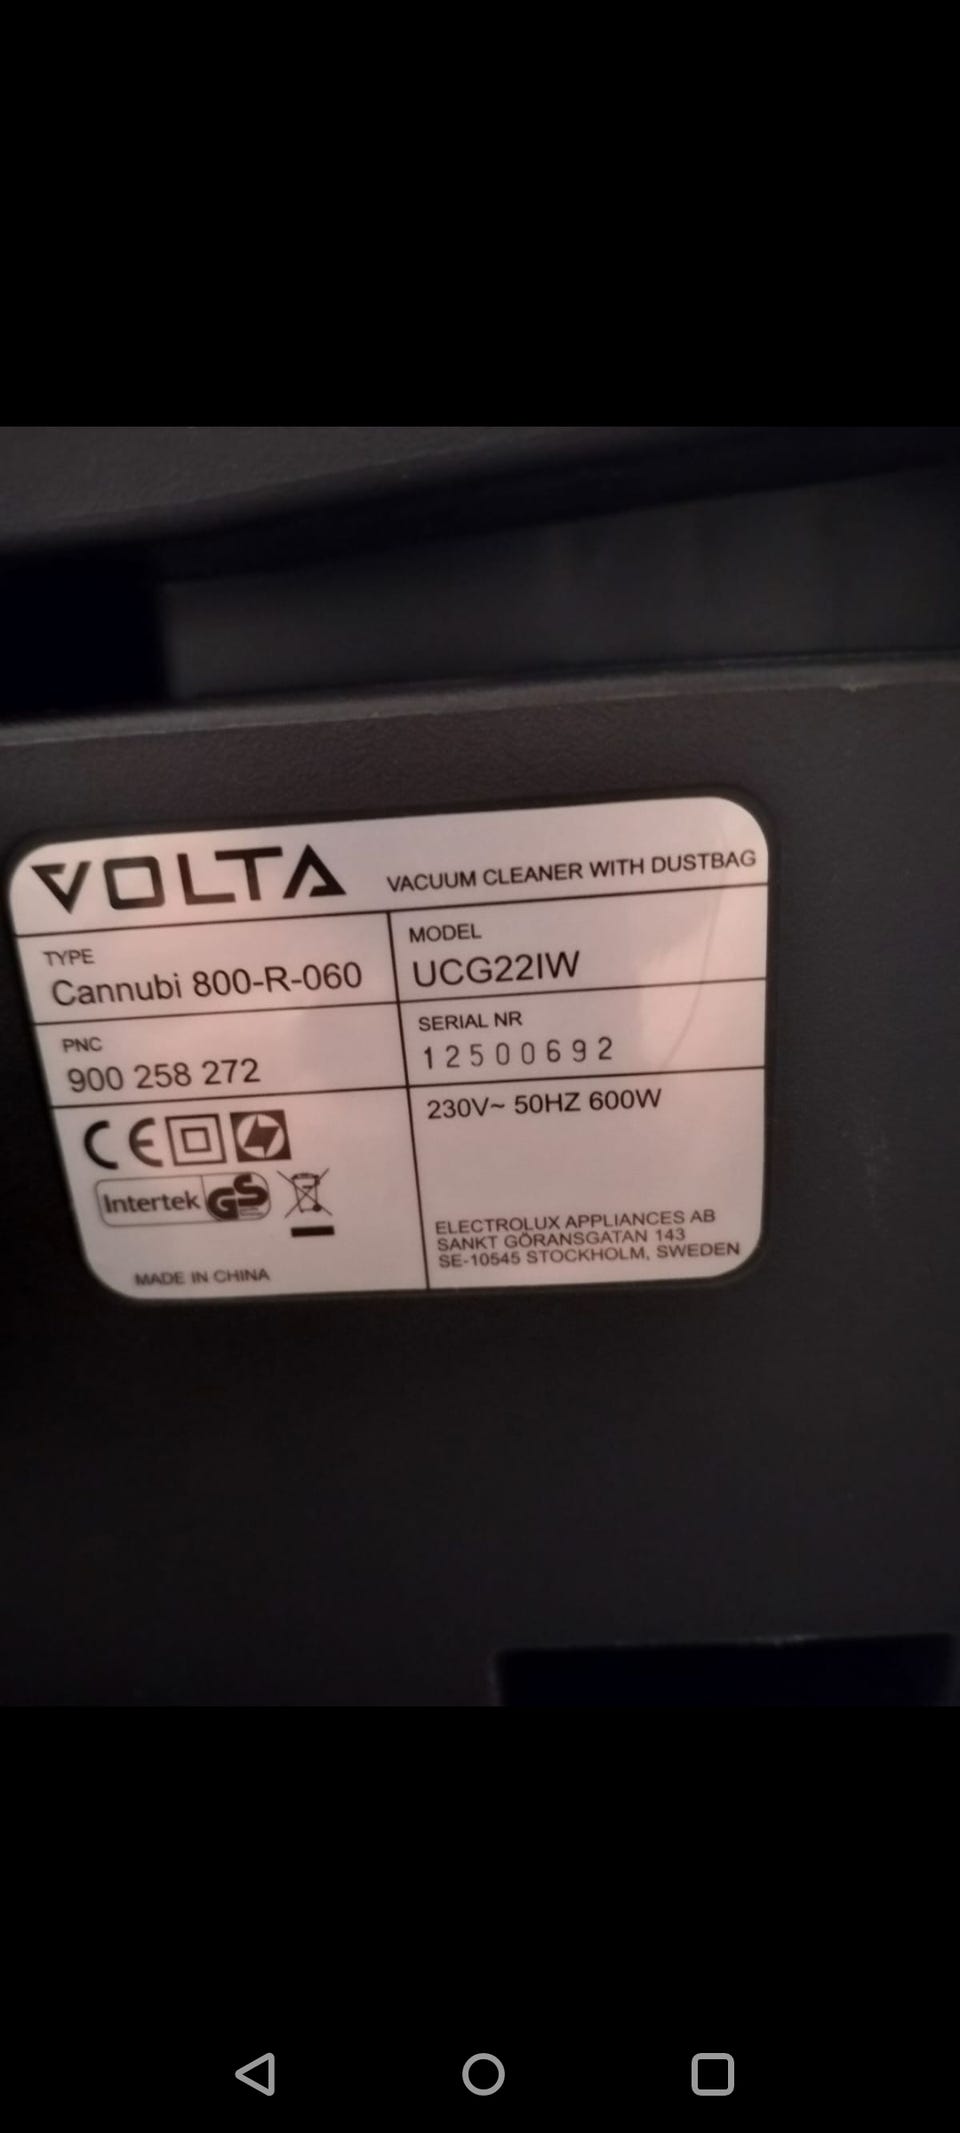 VOLTA
VACUUM CLEANER WITH DUSTBAG
TYPE
Cannubi 800-R-060
MODEL
UCG22IW
PNC
900 258 272
SERIAL NR
12500692
CE
Intertek GS
MADE IN CHINA
230V~ 50HZ 600W
ELECTROLUX APPLIANCES AB
SANKT GÖRANSGATAN 143
SE-10545 STOCKHOLM, SWEDEN